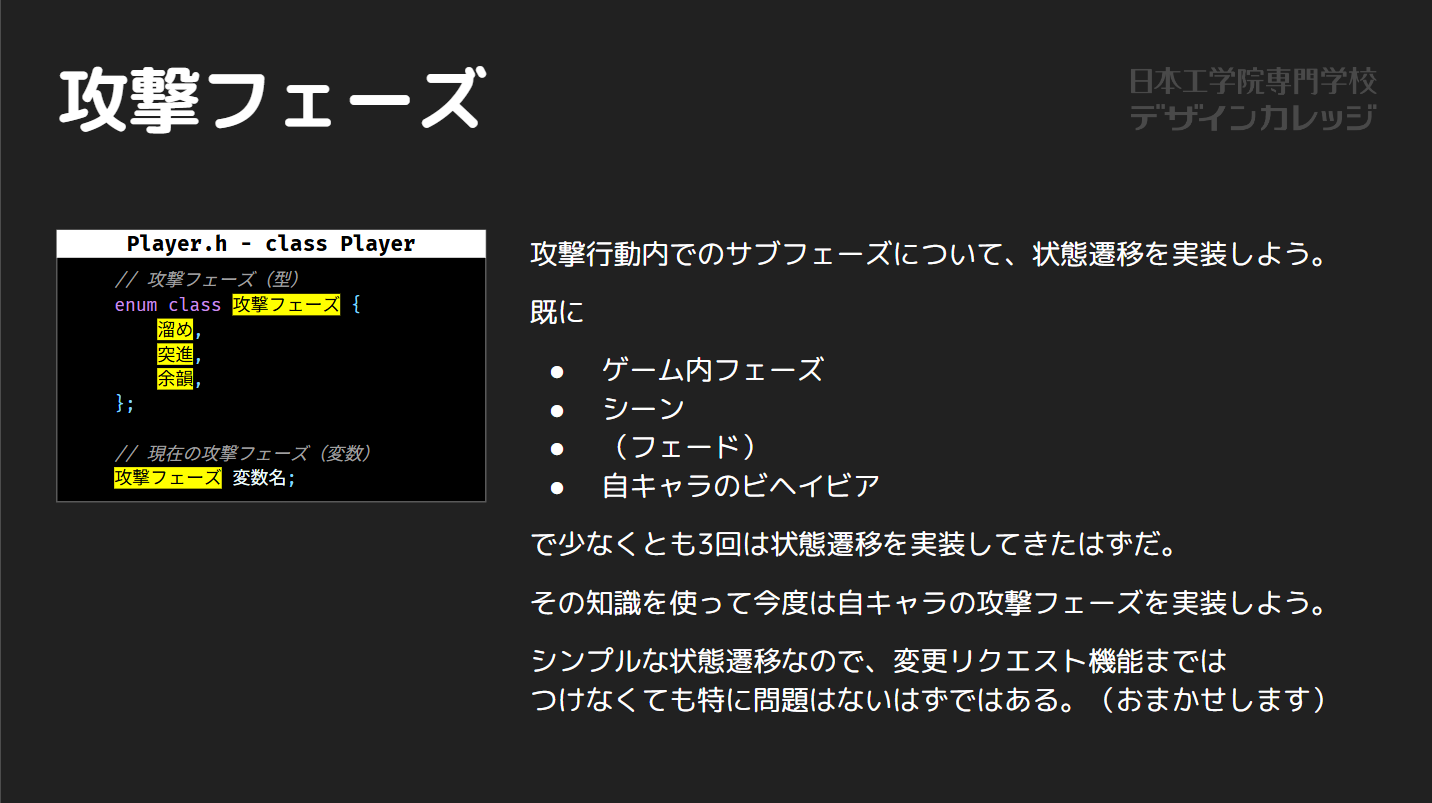 攻撃フェーズ
日本工学院専門学校
デザインカレッジ
Player.h - class Player
// 攻撃フェーズ（型）
enum class 攻撃フェーズ {
溜め,
突進,
余韻,
};
// 現在の攻撃フェーズ（変数）
攻撃フェーズ 変数名;
攻撃行動内でのサブフェーズについて、状態遷移を実装しよう。
既に
● ゲーム内フェーズ
● シーン
● （フェード）
● 自キャラのビヘイビア
で少なくとも3回は状態遷移を実装してきたはずだ。
その知識を使って今度は自キャラの攻撃フェーズを実装しよう。
シンプルな状態遷移なので、変更リクエスト機能までは
つけなくても特に問題はないはずではある。（おまかせします）